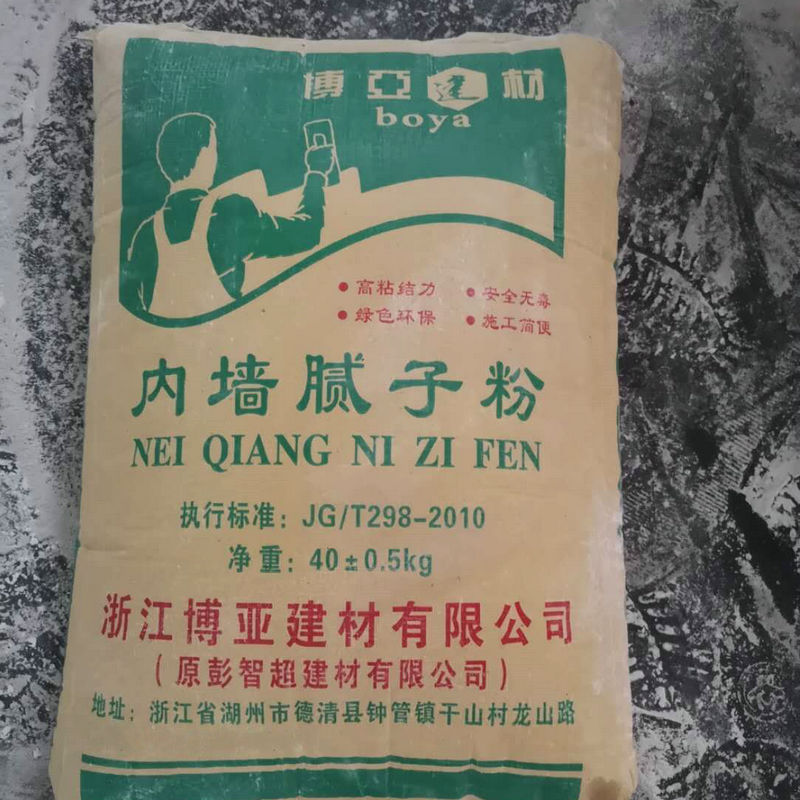 博亚建材
boya
● 高粘结力 ● 安全无毒
● 绿色环保 ● 施工简便
内墙腻子粉
NEI QIANG NI ZI FEN
执行标准：JG/T298-2010
净重：40±0.5kg
浙江博亚建材有限公司
（原彭智超建材有限公司）
地址：浙江省湖州市德清县钟管镇干山村龙山路